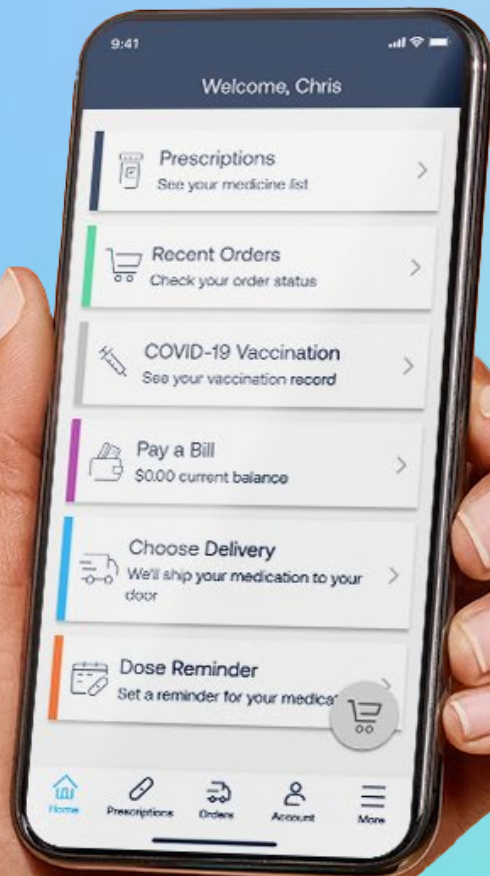 9:41
Welcome, Chris
Prescriptions
See your medicine list
Recent Orders
Check your order status
COVID-19 Vaccination
See your vaccination record
Pay a Bill
$0.00 current balance
Choose Delivery
We'll ship your medication to your
door
Dose Reminder
Set a reminder for your
Home
Prescriptions
Orders
Account
More